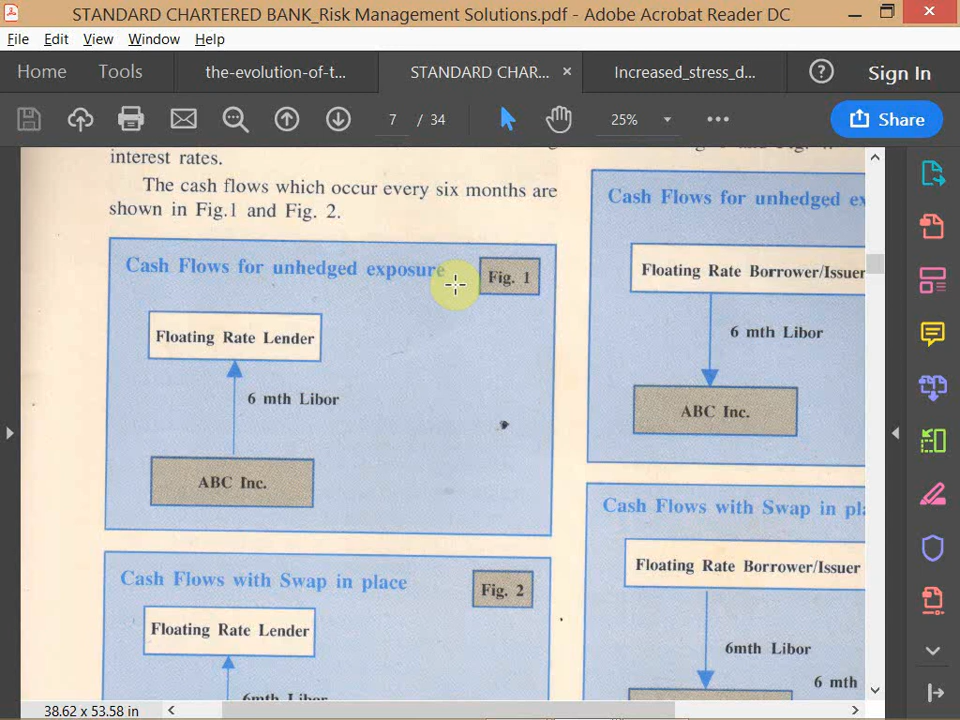 STANDARD CHARTERED BANK_Risk Management Solutions.pdf - Adobe Acrobat Reader DC
File Edit View Window Help
Home Tools the-evolution-of-t... STANDARD CHAR... × Increased_stress_d... Sign In
7 / 34 25% Share
interest rates.
The cash flows which occur every six months are
shown in Fig.1 and Fig. 2.
Cash Flows for unhedged exposure
Fig. 1
Floating Rate Lender
6 mth Libor
ABC Inc.
Cash Flows with Swap in place
Fig. 2
Floating Rate Lender
6mth Libor
Cash Flows for unhedged ex
Floating Rate Borrower/Issuer
6 mth Libor
ABC Inc.
Cash Flows with Swap in pla
Floating Rate Borrower/Issuer
6mth Libor
6 mth
38.62 x 53.58 in